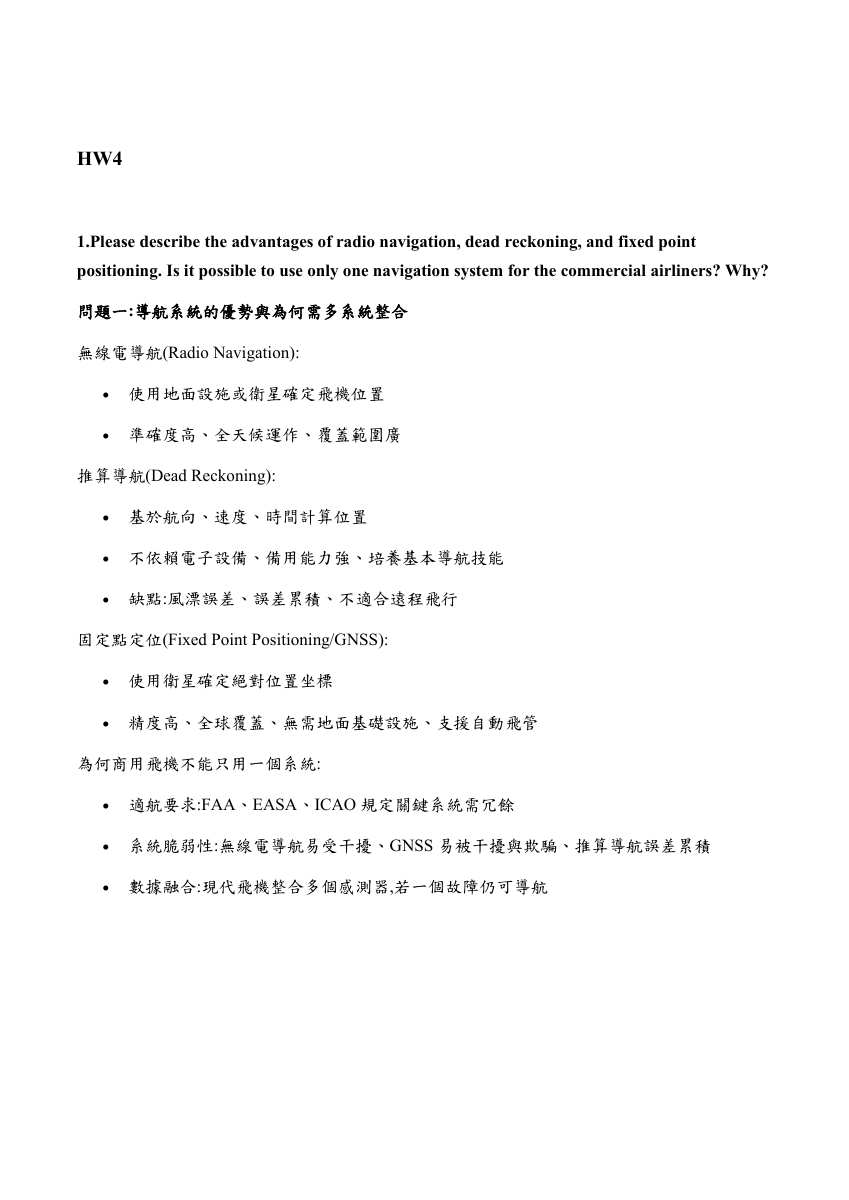 HW4
1.Please describe the advantages of radio navigation, dead reckoning, and fixed point
positioning. Is it possible to use only one navigation system for the commercial airliners? Why?
問題一:導航系統的優勢與為何需多系統整合
無線電導航(Radio Navigation):
• 使用地面設施或衛星確定飛機位置
• 準確度高、全天候運作、覆蓋範圍廣
推算導航(Dead Reckoning):
• 基於航向、速度、時間計算位置
• 不依賴電子設備、備用能力強、培養基本導航技能
• 缺點:風漂誤差、誤差累積、不適合遠程飛行
固定點定位(Fixed Point Positioning/GNSS):
• 使用衛星確定絕對位置坐標
• 精度高、全球覆蓋、無需地面基礎設施、支援自動飛管
為何商用飛機不能只用一個系統:
• 適航要求:FAA、EASA、ICAO 規定關鍵系統需冗餘
• 系統脆弱性:無線電導航易受干擾、GNSS 易被干擾與欺騙、推算導航誤差累積
• 數據融合:現代飛機整合多個感測器,若一個故障仍可導航